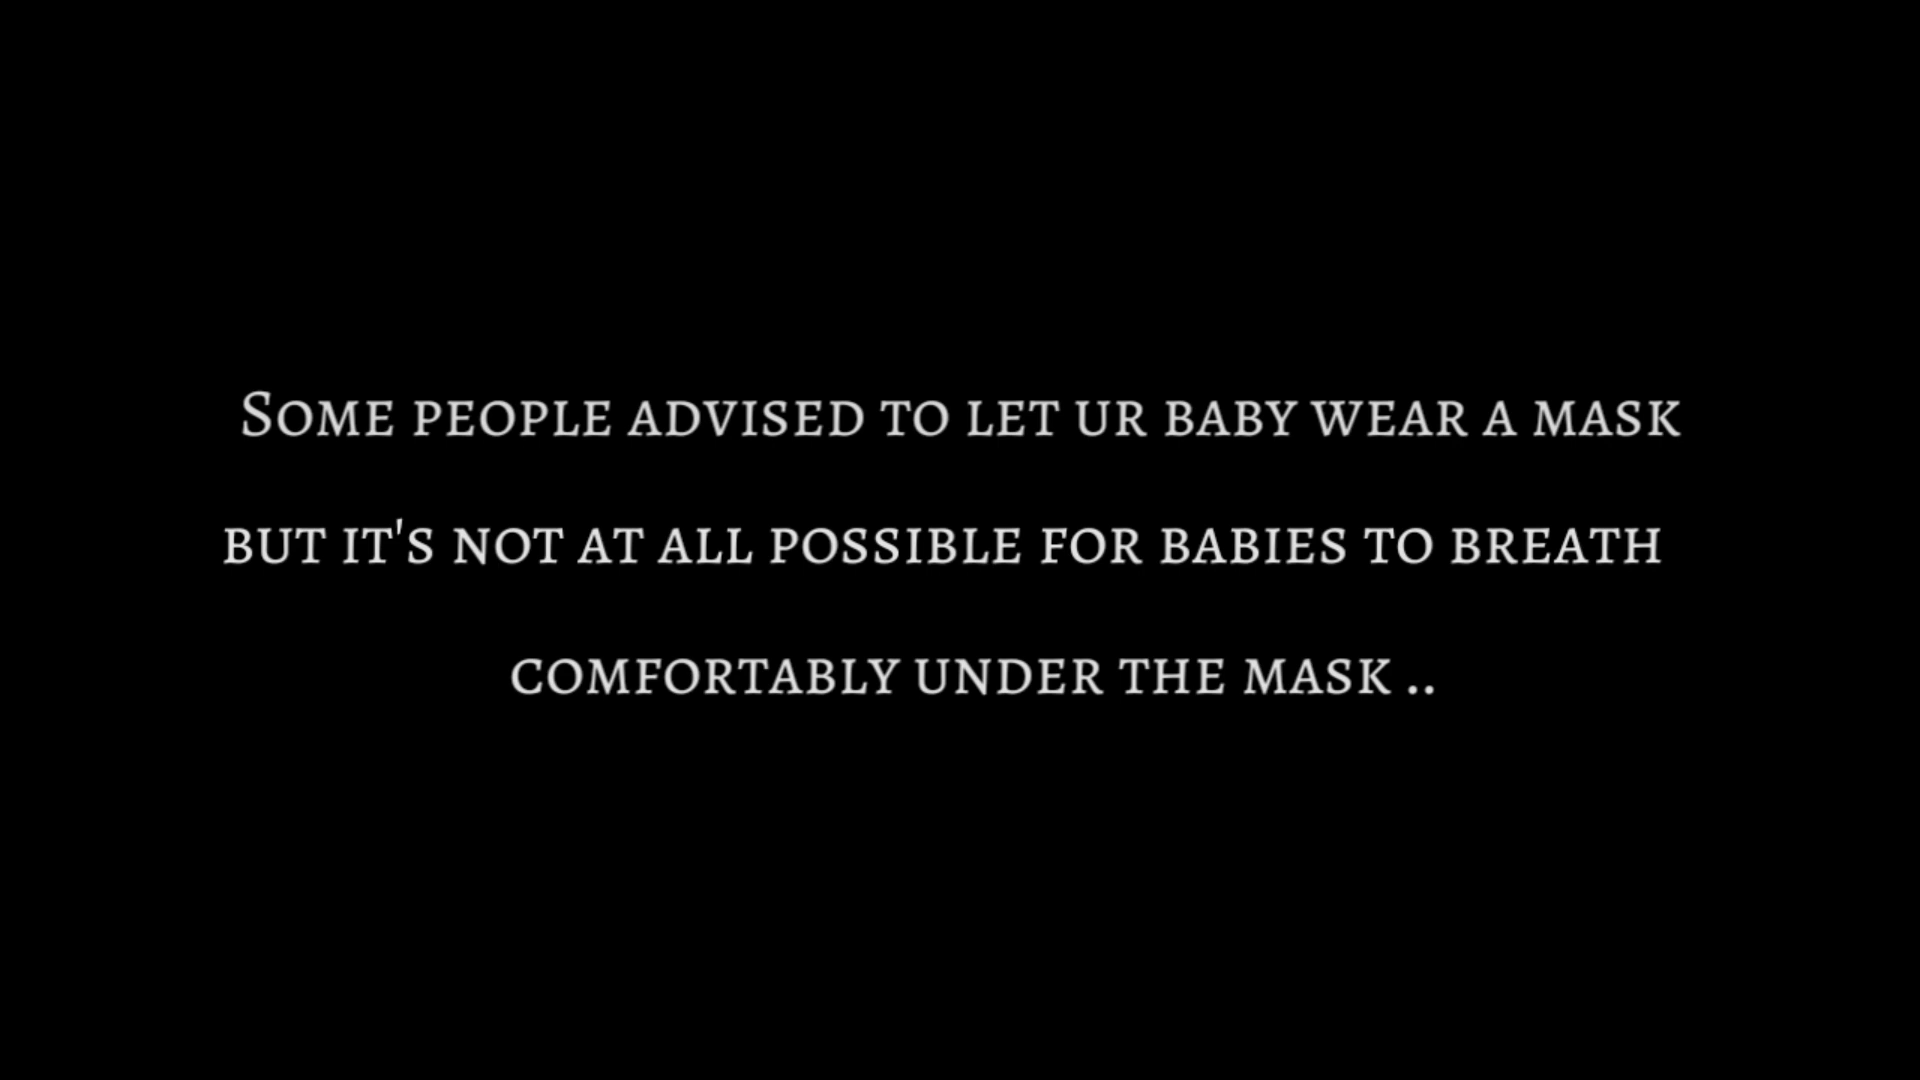 Some people advised to let ur baby wear a mask
but it's not at all possible for babies to breath
comfortably under the mask ..